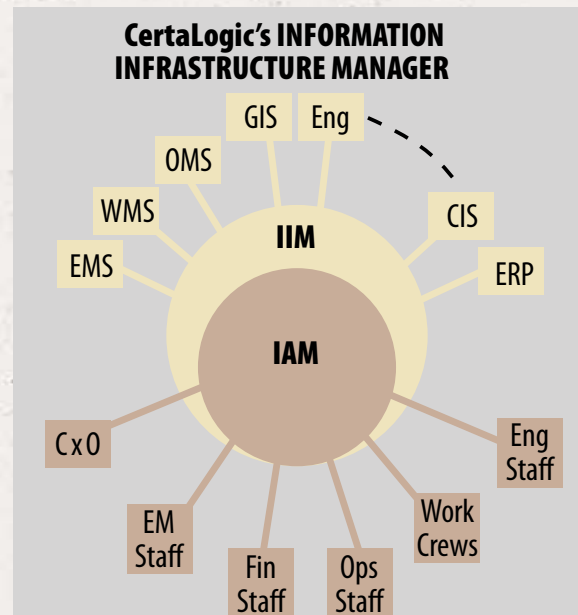 CertaLogic's INFORMATION
INFRASTRUCTURE MANAGER
GIS
Eng
OMS
WMS
EMS
CIS
ERP
IIM
IAM
CxO
EM
Staff
Fin
Staff
Ops
Staff
Work
Crews
Eng
Staff